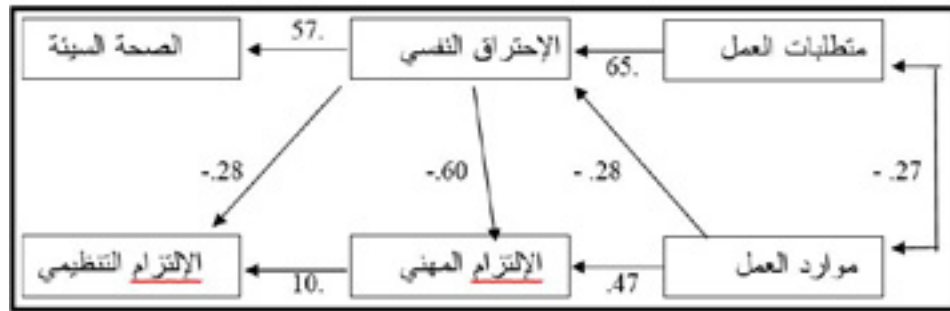 متطلبات العمل
65.
الإحتراق النفسي
57.
الصحة السيئة
- .27
- .28
-.60
-.28
موارد العمل
.47
الإلتزام المهني
10.
الإلتزام التنظيمي